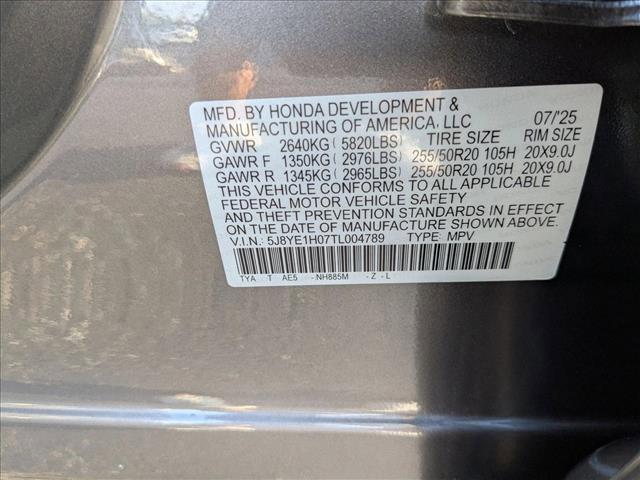 MFD. BY HONDA DEVELOPMENT &
MANUFACTURING OF AMERICA, LLC 07/'25
GVWR 2640KG (5820LBS) TIRE SIZE RIM SIZE
GAWR F 1350KG (2976LBS) 255/50R20 105H 20X9.0J
GAWR R 1345KG (2965LBS) 255/50R20 105H 20X9.0J
THIS VEHICLE CONFORMS TO ALL APPLICABLE
FEDERAL MOTOR VEHICLE SAFETY
AND THEFT PREVENTION STANDARDS IN EFFECT
ON THE DATE OF MANUFACTURE SHOWN ABOVE.
V.I.N.: 5J8YE1H07TL004789 TYPE: MPV
TYA T AE5 -NH885M -Z-L